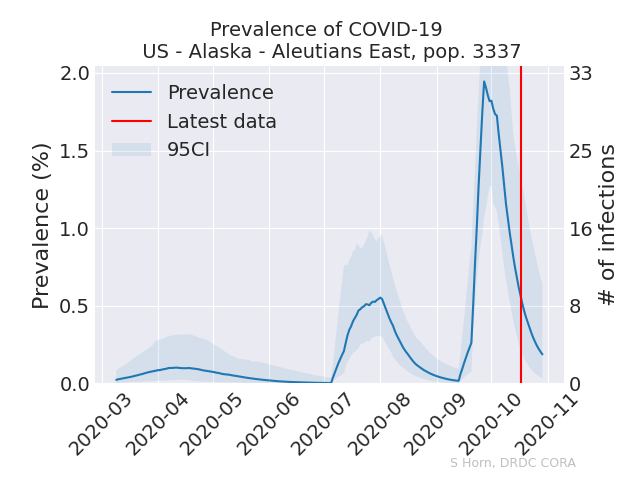 Prevalence of COVID-19
US - Alaska - Aleutians East, pop. 3337
Prevalence
Latest data
95CI
Prevalence (%)
2.0
1.5
1.0
0.5
0.0
33
25
16
8
0
# of infections
2020-03
2020-04
2020-05
2020-06
2020-07
2020-08
2020-09
2020-10
2020-11
S Horn, DRDC CORA